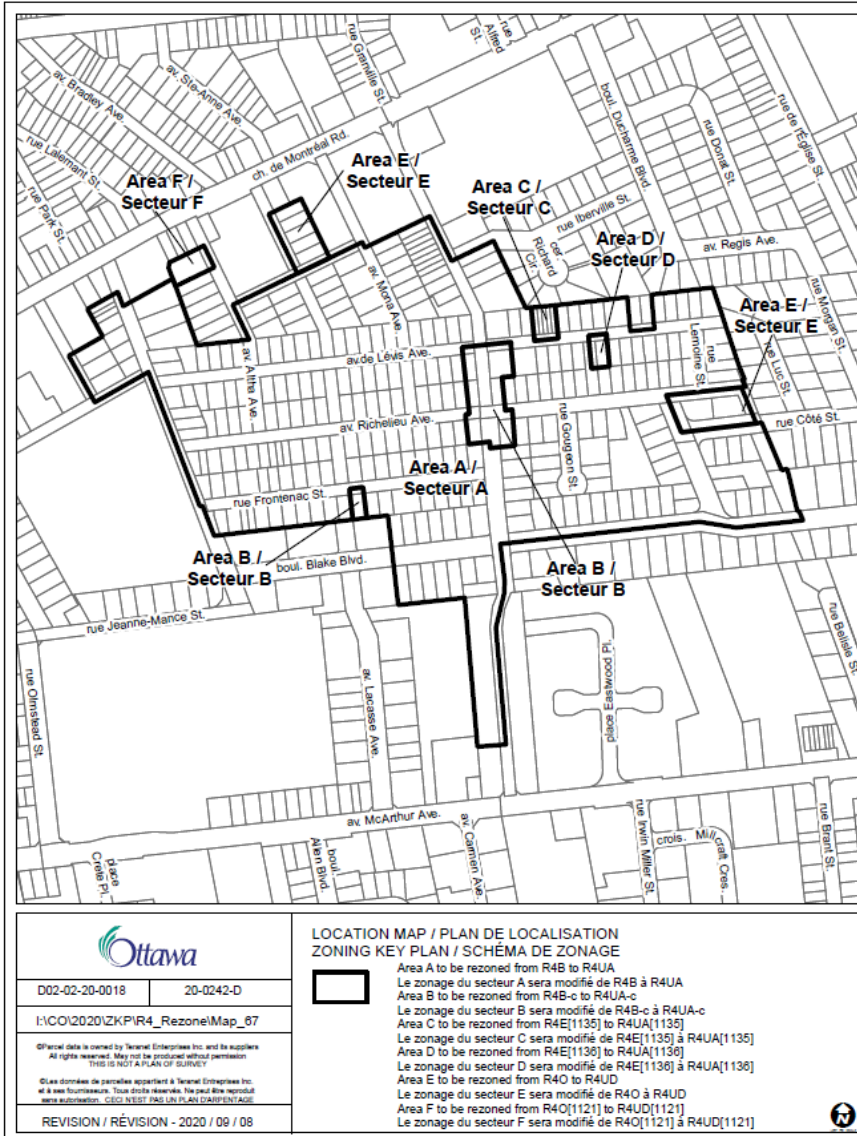 rue Granville St.
rue Alfred St.
av. Ste-Anne Ave.
av. Bradley Ave.
rue Lalemant St.
rue Park St.
ch. de Montréal Rd.
boul. Ducharme Blvd.
rue Donat St.
rue de l'Église St.
Area F /
Secteur F
Area E /
Secteur E
Area C /
Secteur C
rue Iberville St.
cer. Richard Cir.
Area D /
Secteur D
av. Regis Ave.
Area E /
Secteur E
rue Morgan St.
av. Mona Ave.
rue Lemoine St.
rue Luc St.
av.de Lévis Ave.
av. Altha Ave.
av. Richelieu Ave.
rue Gougeon St.
rue Côté St.
Area A /
Secteur A
rue Frontenac St.
Area B /
Secteur B
boul. Blake Blvd.
Area B /
Secteur B
rue Jeanne-Mance St.
rue Olmstead St.
av. Lacasse Ave.
place Eastwood Pl.
rue Belisle St.
av. McArthur Ave.
place Crete Pl.
boul. Allen Blvd.
av. Carmen Ave.
rue Irwin Miller St.
crois. Millcraft Cres.
rue Brant St.
Ottawa
D02-02-20-0018
20-0242-D
I:\CO\2020\ZKP\R4_Rezone\Map_67
©Parcel data is owned by Teranet Enterprises Inc. and its suppliers
All rights reserved. May not be produced without permission
THIS IS NOT A PLAN OF SURVEY
©Les données de parcelles appartient à Teranet Entreprises Inc.
et à ses fournisseurs. Tous droits réservés. Ne peut être reproduit
sans autorisation. CECI N'EST PAS UN PLAN D'ARPENTAGE
REVISION / RÉVISION - 2020 / 09 / 08
LOCATION MAP / PLAN DE LOCALISATION
ZONING KEY PLAN / SCHÉMA DE ZONAGE
Area A to be rezoned from R4B to R4UA
Le zonage du secteur A sera modifié de R4B à R4UA
Area B to be rezoned from R4B-c to R4UA-c
Le zonage du secteur B sera modifié de R4B-c à R4UA-c
Area C to be rezoned from R4E[1135] to R4UA[1135]
Le zonage du secteur C sera modifié de R4E[1135] à R4UA[1135]
Area D to be rezoned from R4E[1136] to R4UA[1136]
Le zonage du secteur D sera modifié de R4E[1136] à R4UA[1136]
Area E to be rezoned from R4O to R4UD
Le zonage du secteur E sera modifié de R4O à R4UD
Area F to be rezoned from R4O[1121] to R4UD[1121]
Le zonage du secteur F sera modifié de R4O[1121] à R4UD[1121]